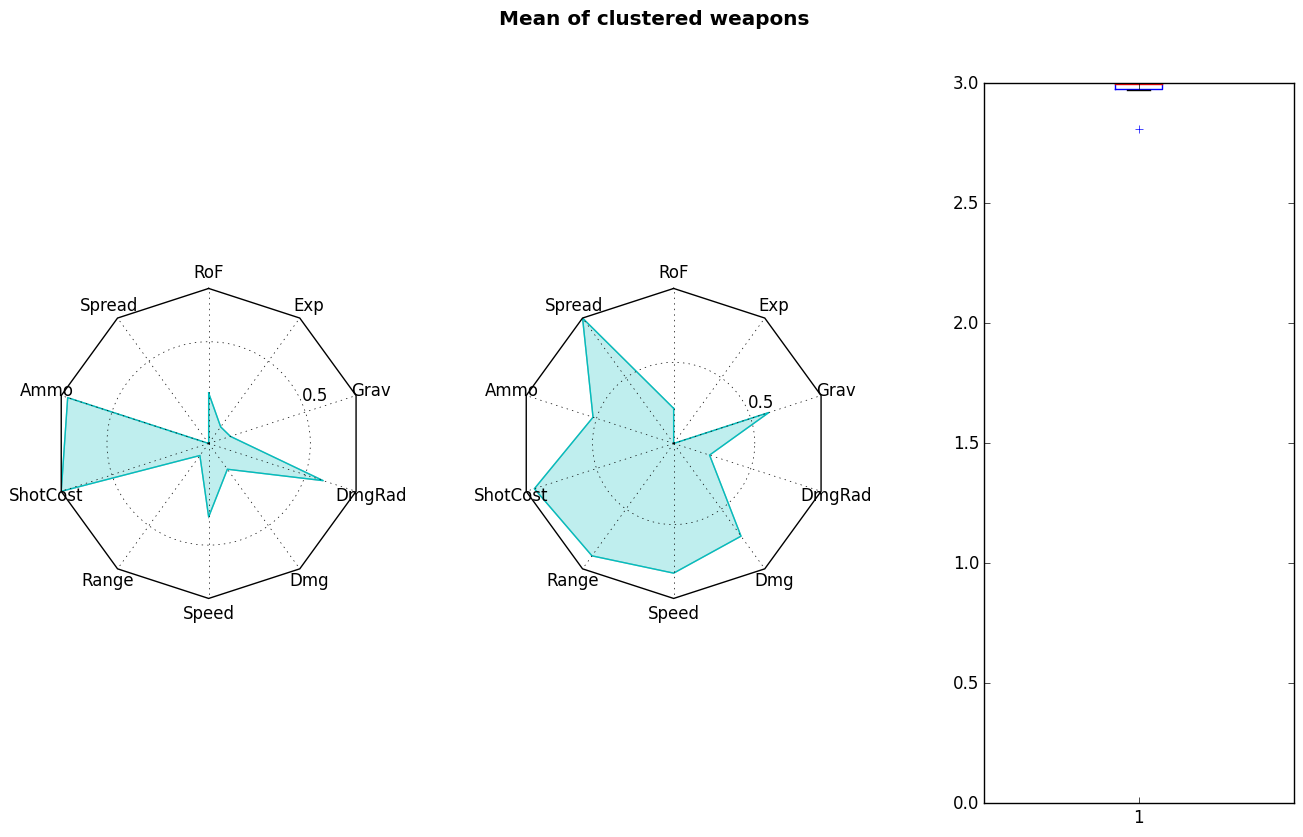 Mean of clustered weapons
RoF
Spread
Exp
Ammo
0.5
Grav
ShotCost
DmgRad
Range
Dmg
Speed
RoF
Spread
Exp
Ammo
0.5
Grav
ShotCost
DmgRad
Range
Dmg
Speed
3.0
2.5
2.0
1.5
1.0
0.5
0.0
1